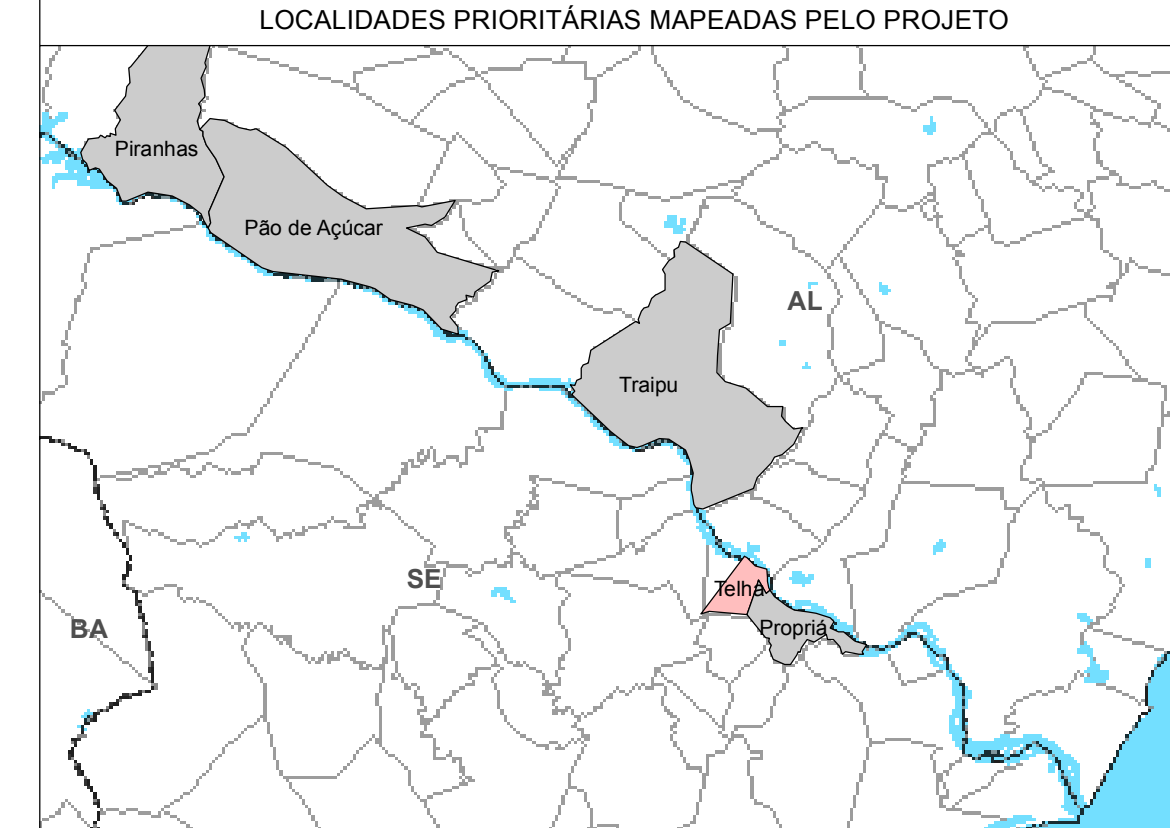 LOCALIDADES PRIORITÁRIAS MAPEADAS PELO PROJETO
Piranhas
Pão de Açúcar
AL
Traipu
SE
Telha
BA
Propriá